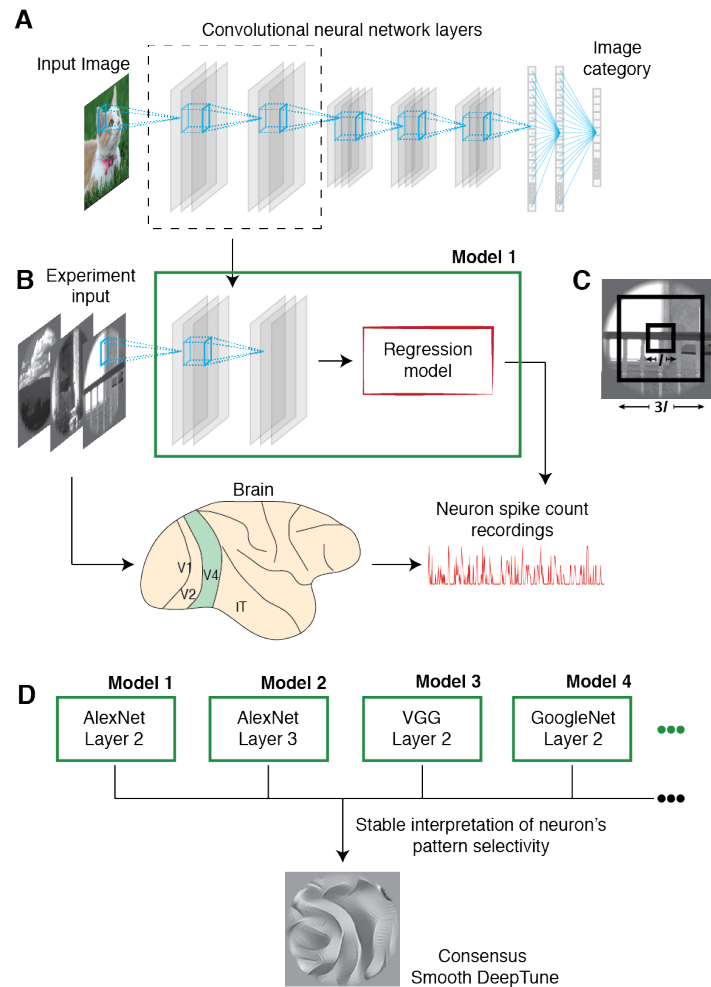 A
Convolutional neural network layers
Input Image
Image
category
B
Experiment
input
Model 1
Regression
model
C
l
3l
Brain
V1
V2
V4
IT
Neuron spike count
recordings
D
Model 1
Model 2
Model 3
Model 4
AlexNet
Layer 2
AlexNet
Layer 3
VGG
Layer 2
GoogleNet
Layer 2
Stable interpretation of neuron's
pattern selectivity
Consensus
Smooth DeepTune